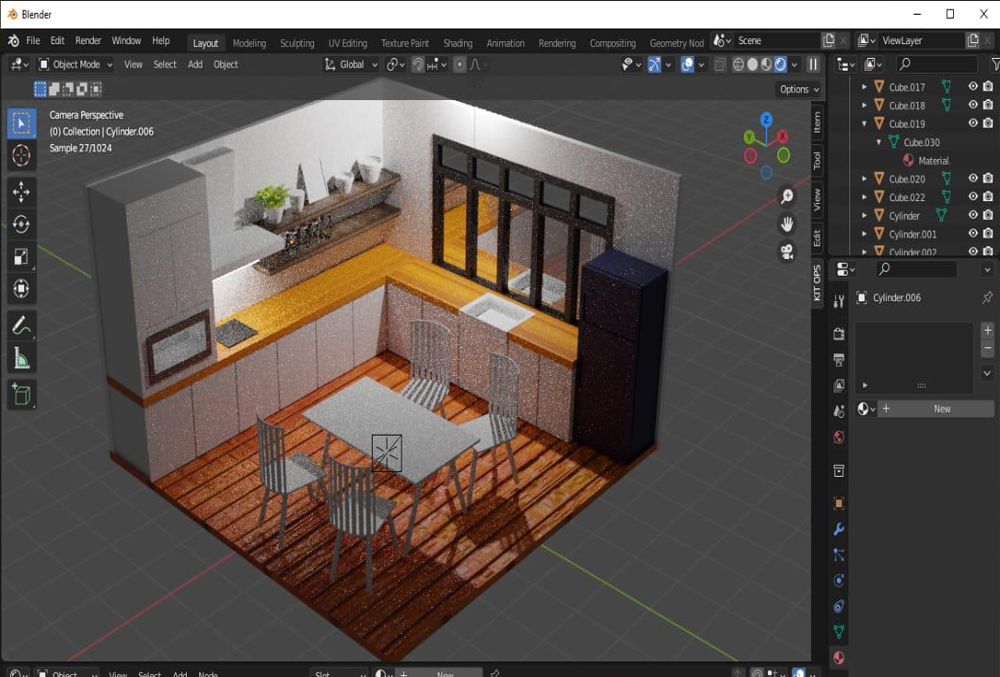 Blender
File Edit Render Window Help Layout Modeling Sculpting UV Editing Texture Paint Shading Animation Rendering Compositing Geometry Nod Scene ViewLayer
Object Mode View Select Add Object Global
Options
Camera Perspective
(0) Collection | Cylinder.006
Sample 27/1024
Z
Y
X
Item
Tool
View
Edit
KIT OPS
Cube.017
Cube.018
Cube.019
Cube.030
Material.
Cube.020
Cube.022
Cylinder
Cylinder.001
Cylinder.002
Cylinder.006
New
Object View Select Add Node Slot New